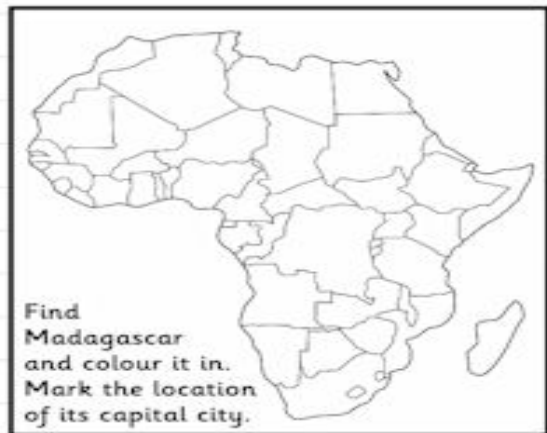 Find
Madagascar
and colour it in.
Mark the location
of its capital city.